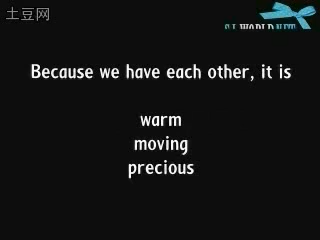 土豆网
Because we have each other, it is
warm
moving
precious